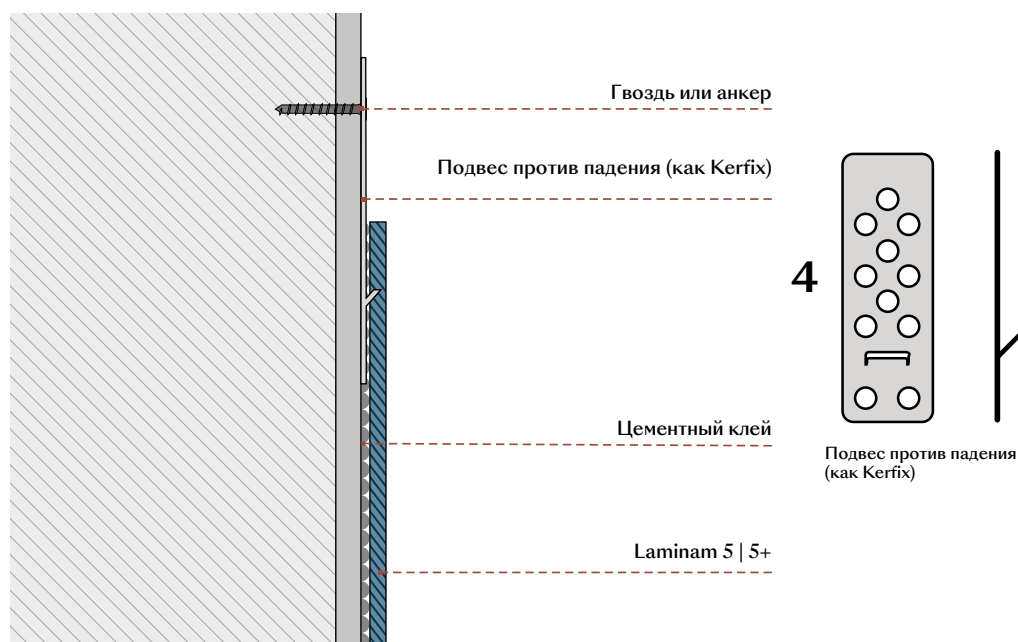 Гвоздь или анкер
Подвес против падения (как Kerfix)
4
Цементный клей
Подвес против падения
(как Kerfix)
Laminam 5 | 5+